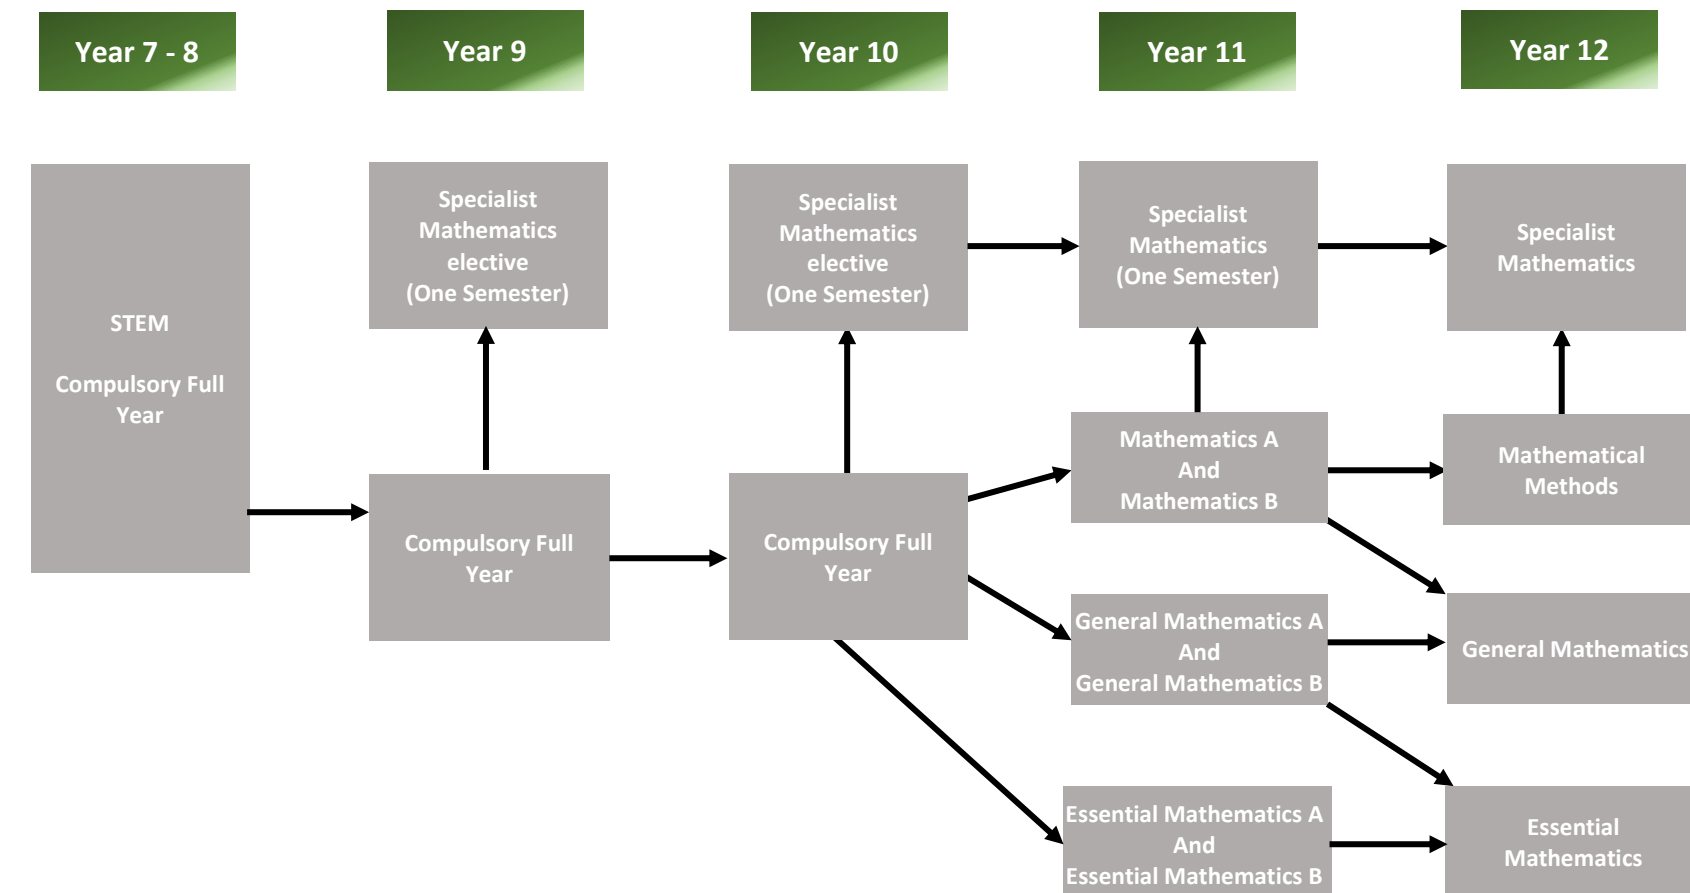 Year 7 - 8
Year 9
Year 10
Year 11
Year 12
STEM
Compulsory Full
Year
Specialist
Mathematics
elective
(One Semester)
Specialist
Mathematics
elective
(One Semester)
Specialist
Mathematics
(One Semester)
Specialist
Mathematics
Compulsory Full
Year
Compulsory Full
Year
Mathematics A
And
Mathematics B
Mathematical
Methods
General Mathematics A
And
General Mathematics B
General Mathematics
Essential Mathematics A
And
Essential Mathematics B
Essential
Mathematics